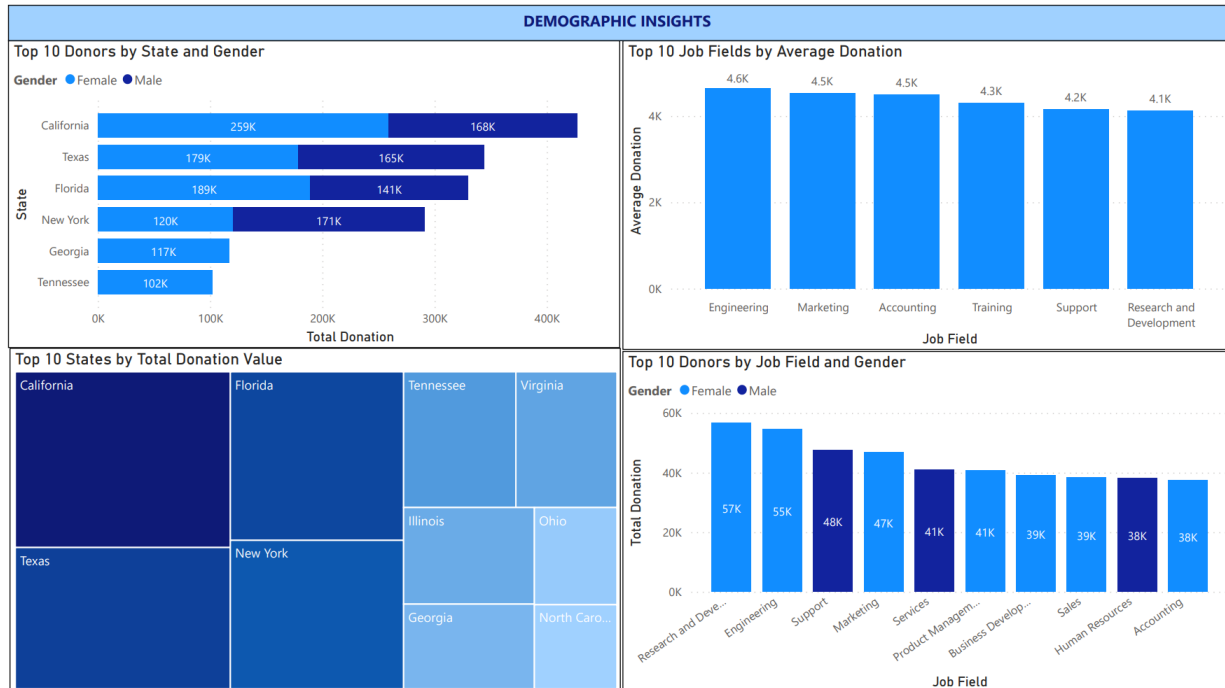 DEMOGRAPHIC INSIGHTS
Top 10 Donors by State and Gender
Gender Female Male
California 259K 168K
Texas 179K 165K
Florida 189K 141K
New York 120K 171K
Georgia 117K
Tennessee 102K
State
0K 100K 200K 300K 400K
Total Donation
Top 10 Job Fields by Average Donation
4.6K 4.5K 4.5K 4.3K 4.2K 4.1K
4K
2K
0K
Average Donation
Engineering Marketing Accounting Training Support Research and
Development
Job Field
Top 10 States by Total Donation Value
California Florida Tennessee Virginia
Illinois Ohio
Texas New York
Georgia North Caro...
Top 10 Donors by Job Field and Gender
Gender Female Male
60K
40K
20K
0K
Total Donation
57K 55K 48K 47K 41K 41K 39K 39K 38K 38K
Research and Deve... Engineering Support Marketing Services Product Managem... Business Develop... Sales Human Resources Accounting
Job Field